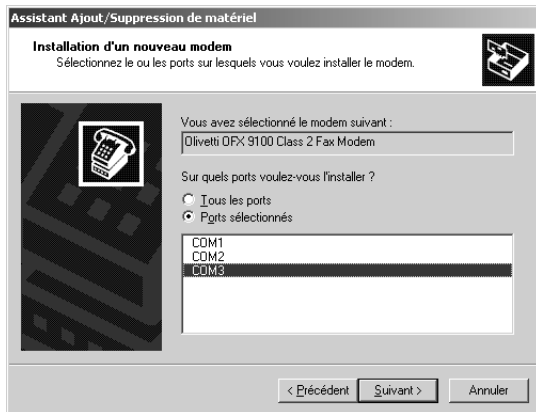 Assistant Ajout/Suppression de matériel
Installation d'un nouveau modem
Sélectionnez le ou les ports sur lesquels vous voulez installer le modem.
Vous avez sélectionné le modem suivant :
Olivetti OFX 9100 Class 2 Fax Modem
Sur quels ports voulez-vous l'installer ?
Tous les ports
Ports sélectionnés
COM1
COM2
COM3
< Précédent
Suivant >
Annuler